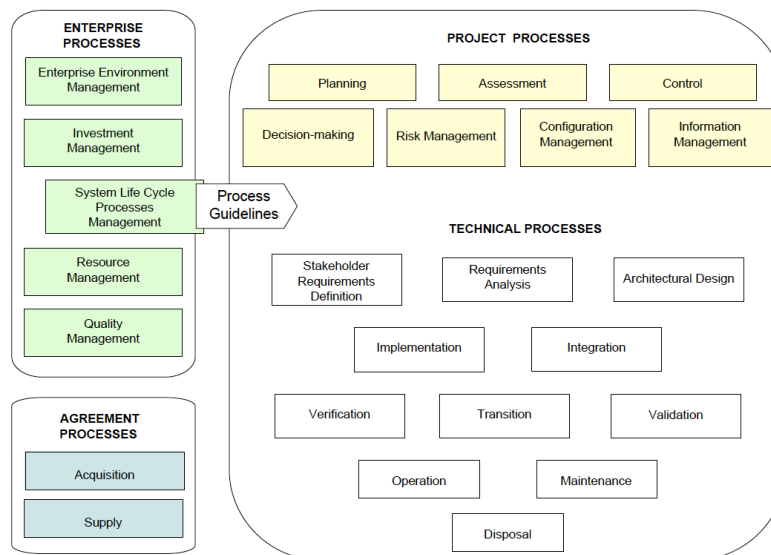 ENTERPRISE
PROCESSES
Enterprise Environment
Management
Investment
Management
System Life Cycle
Processes
Management
Resource
Management
Quality
Management
AGREEMENT
PROCESSES
Acquisition
Supply
Process
Guidelines
PROJECT PROCESSES
Planning
Assessment
Control
Decision-making
Risk Management
Configuration
Management
Information
Management
TECHNICAL PROCESSES
Stakeholder
Requirements
Definition
Requirements
Analysis
Architectural Design
Implementation
Integration
Verification
Transition
Validation
Operation
Maintenance
Disposal